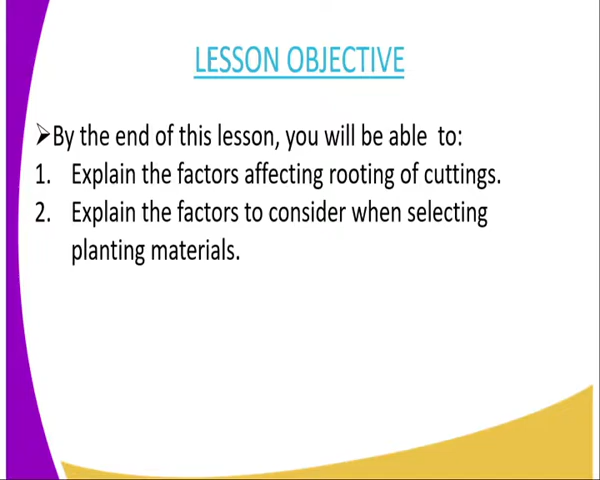 LESSON OBJECTIVE
➢By the end of this lesson, you will be able to:
1. Explain the factors affecting rooting of cuttings.
2. Explain the factors to consider when selecting
planting materials.